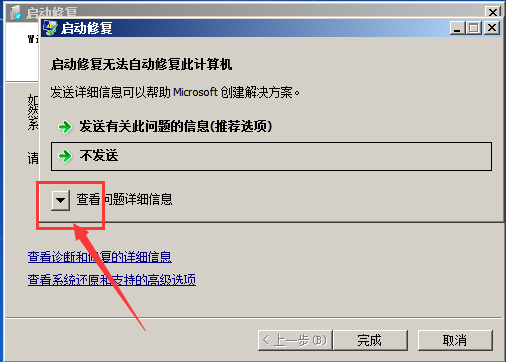 启动修复
启动修复
Wi
启动修复无法自动修复此计算机
发送详细信息可以帮助 Microsoft 创建解决方案。
如
然
系
发送有关此问题的信息(推荐选项)
不发送
请
查看问题详细信息
查看诊断和修复的详细信息
查看系统还原和支持的高级选项
< 上一步(B)
完成
取消